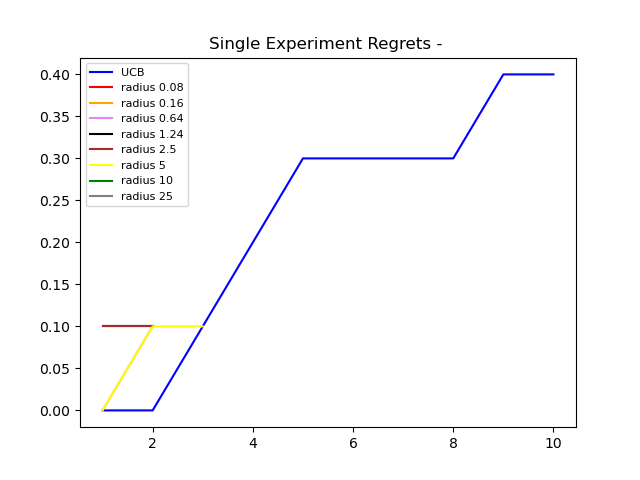 Single Experiment Regrets -
UCB
radius 0.08
radius 0.16
radius 0.64
radius 1.24
radius 2.5
radius 5
radius 10
radius 25
0.40
0.35
0.30
0.25
0.20
0.15
0.10
0.05
0.00
2 4 6 8 10